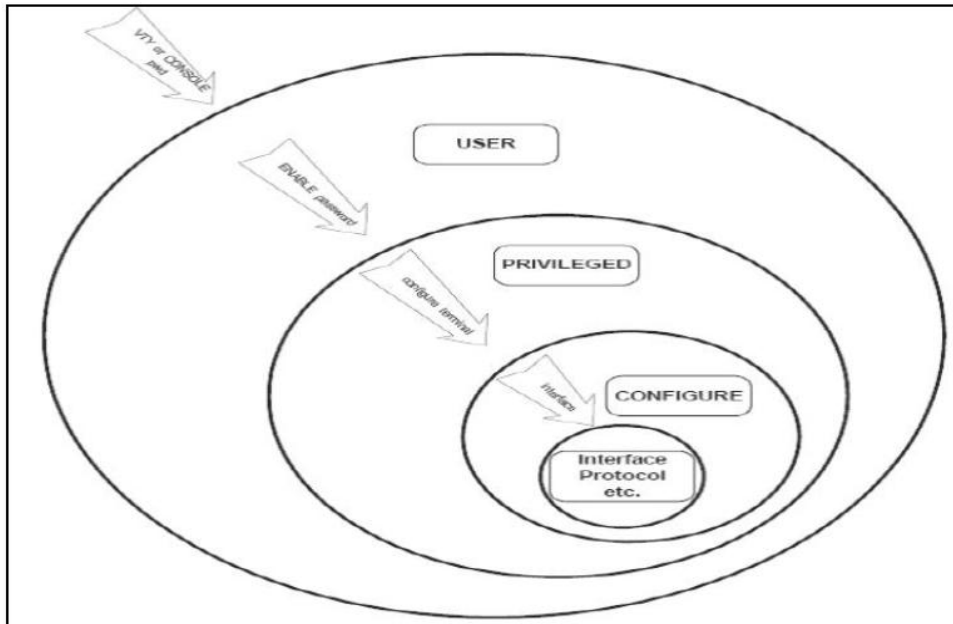 VTY or CONSOLE
pwd
USER
ENABLE password
PRIVILEGED
configure terminal
CONFIGURE
interface
Interface
Protocol
etc.